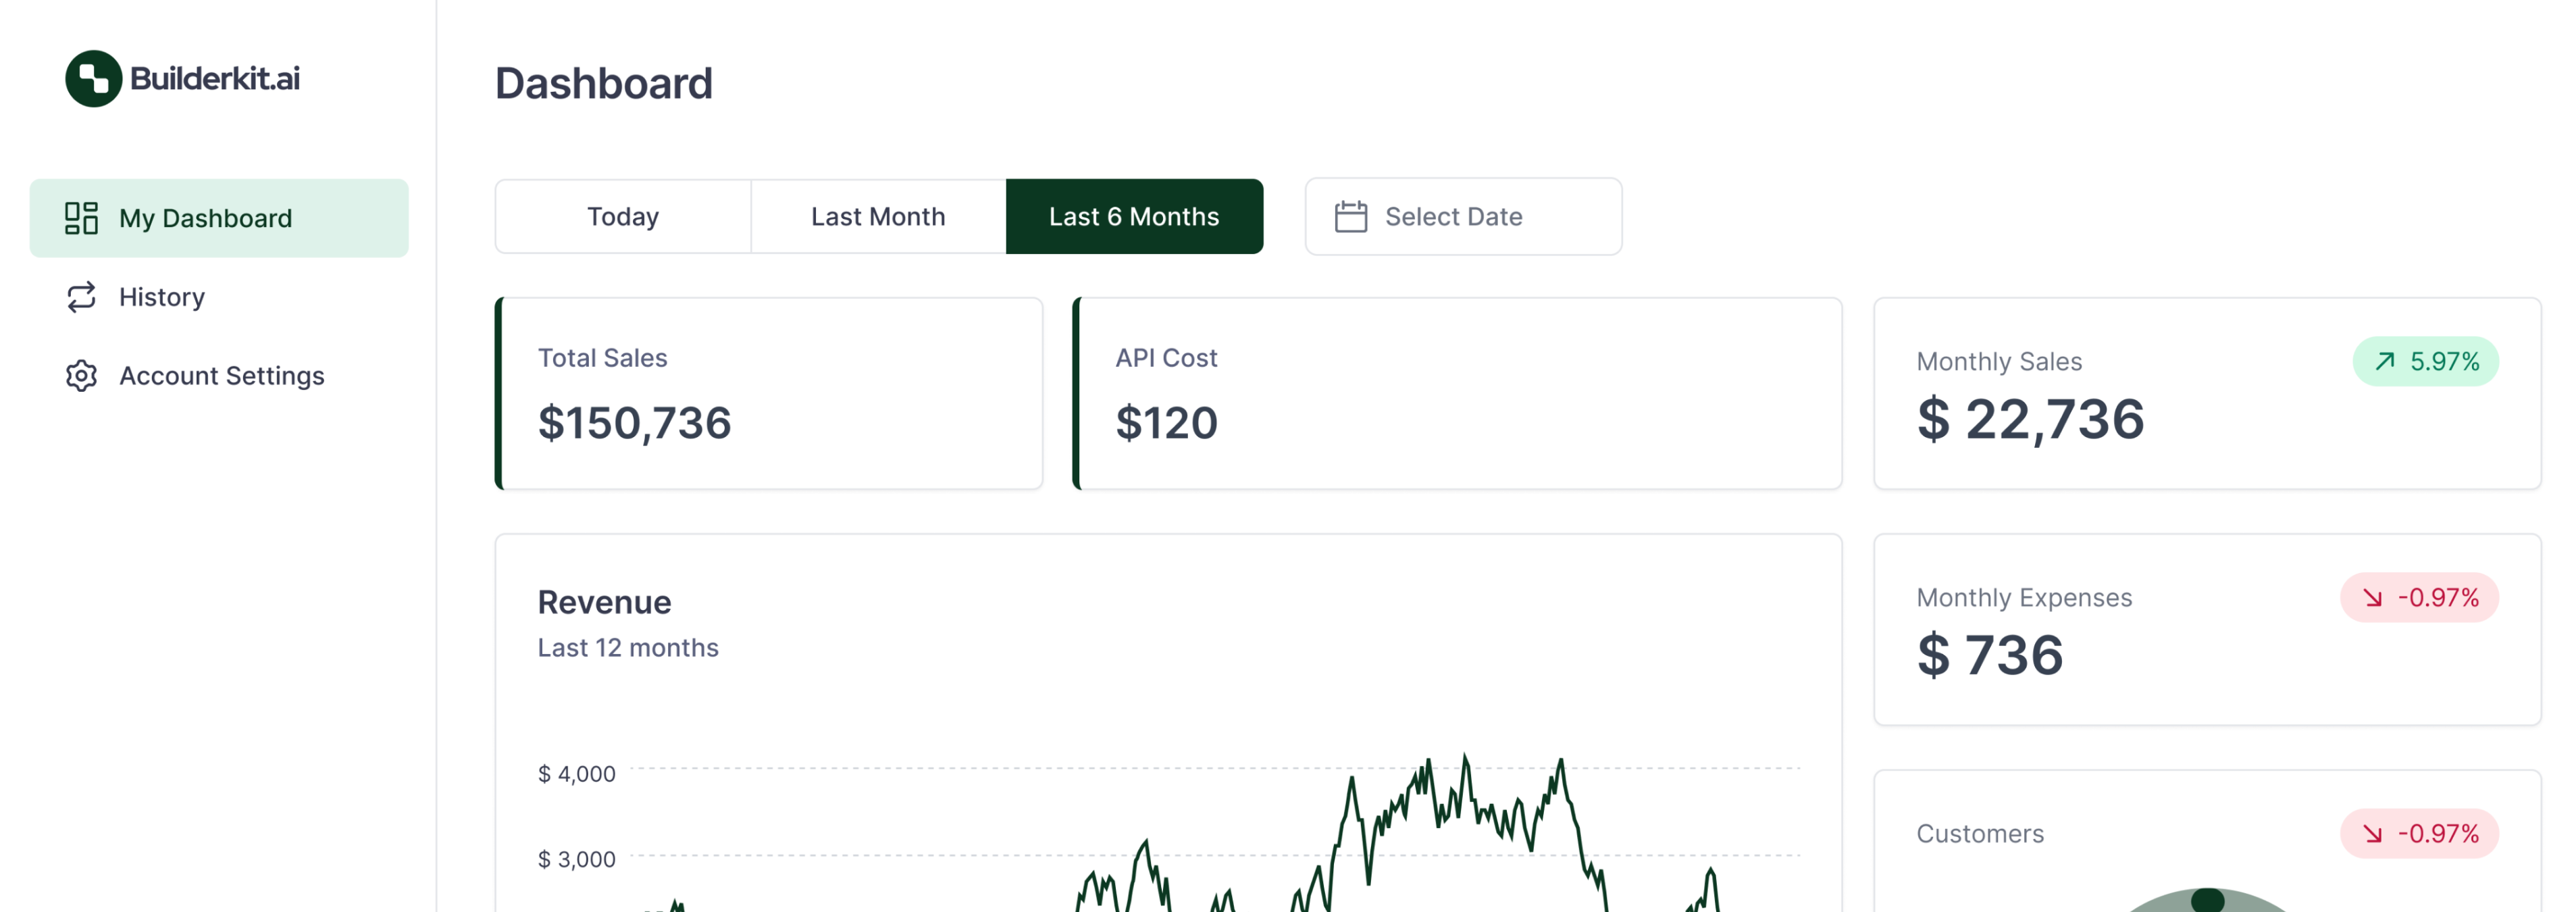 Builderkit.ai
My Dashboard
History
Account Settings
Dashboard
Today
Last Month
Last 6 Months
Select Date
Total Sales
$150,736
API Cost
$120
Monthly Sales
5.97%
$ 22,736
Revenue
Last 12 months
$ 4,000
$ 3,000
Monthly Expenses
-0.97%
$ 736
Customers
-0.97%